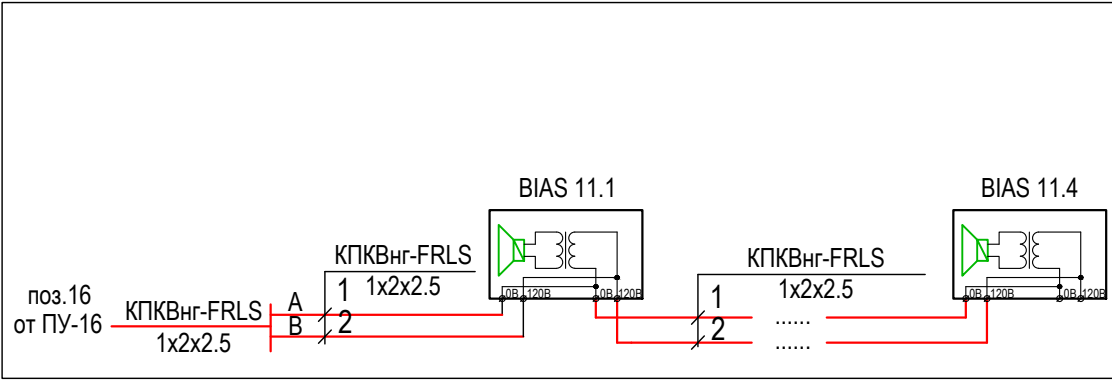 BIAS 11.1
BIAS 11.4
КПКВнг-FRLS
1x2x2.5
КПКВнг-FRLS
1x2x2.5
поз.16
от ПУ-16
КПКВнг-FRLS
1x2x2.5
A
B
1
2
0В 120В 0В 120В
1
2
......
......
0В 120В 0В 120В